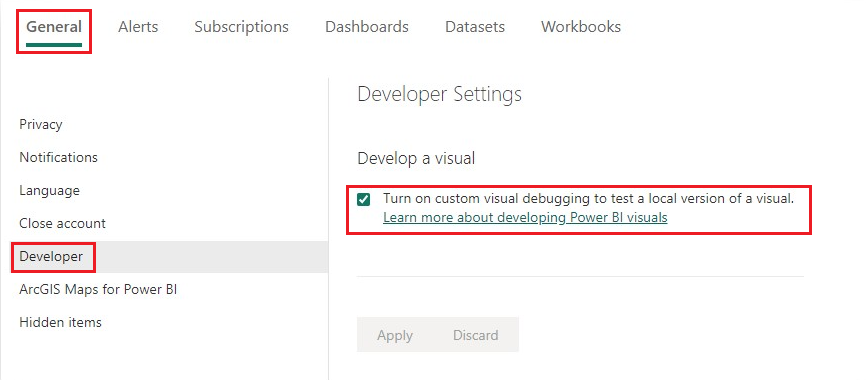 General Alerts Subscriptions Dashboards Datasets Workbooks
Privacy
Notifications
Language
Close account
Developer
ArcGIS Maps for Power BI
Hidden items
Developer Settings
Develop a visual
Turn on custom visual debugging to test a local version of a visual.
Learn more about developing Power BI visuals
Apply Discard